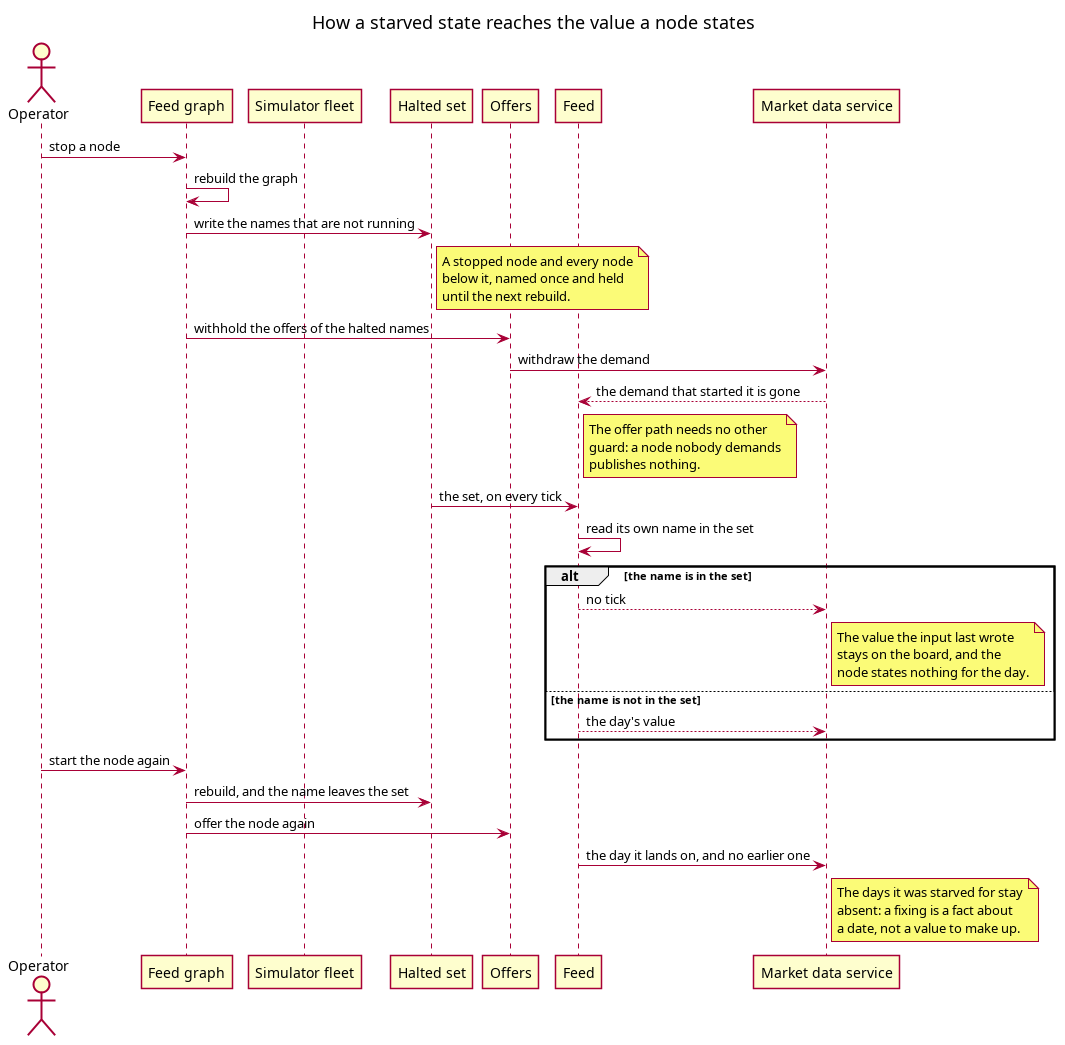 How a starved state reaches the value a node states
Operator
Feed graph
Simulator fleet
Halted set
Offers
Feed
Market data service
stop a node
rebuild the graph
write the names that are not running
A stopped node and every node
below it, named once and held
until the next rebuild.
withhold the offers of the halted names
withdraw the demand
the demand that started it is gone
The offer path needs no other
guard: a node nobody demands
publishes nothing.
the set, on every tick
read its own name in the set
alt
[the name is in the set]
no tick
The value the input last wrote
stays on the board, and the
node states nothing for the day.
[the name is not in the set]
the day's value
start the node again
rebuild, and the name leaves the set
offer the node again
the day it lands on, and no earlier one
The days it was starved for stay
absent: a fixing is a fact about
a date, not a value to make up.
Operator
Feed graph
Simulator fleet
Halted set
Offers
Feed
Market data service